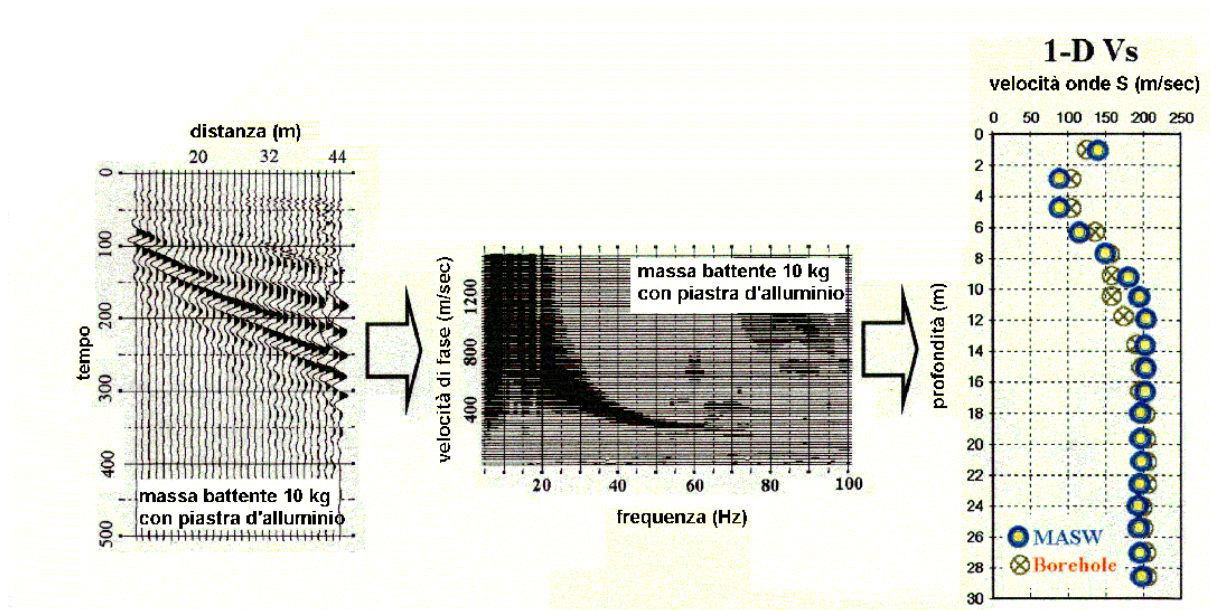 distanza (m)
20 32 44
tempo
0
100
200
300
400
500
massa battente 10 kg
con piastra d'alluminio
velocità di fase (m/sec)
1200
800
400
massa battente 10 kg
con piastra d'alluminio
20 40 60 80 100
frequenza (Hz)
1-D Vs
velocità onde S (m/sec)
0 50 100 150 200 250
profondità (m)
0
2
4
6
8
10
12
14
16
18
20
22
24
26
28
30
MASW
Borehole